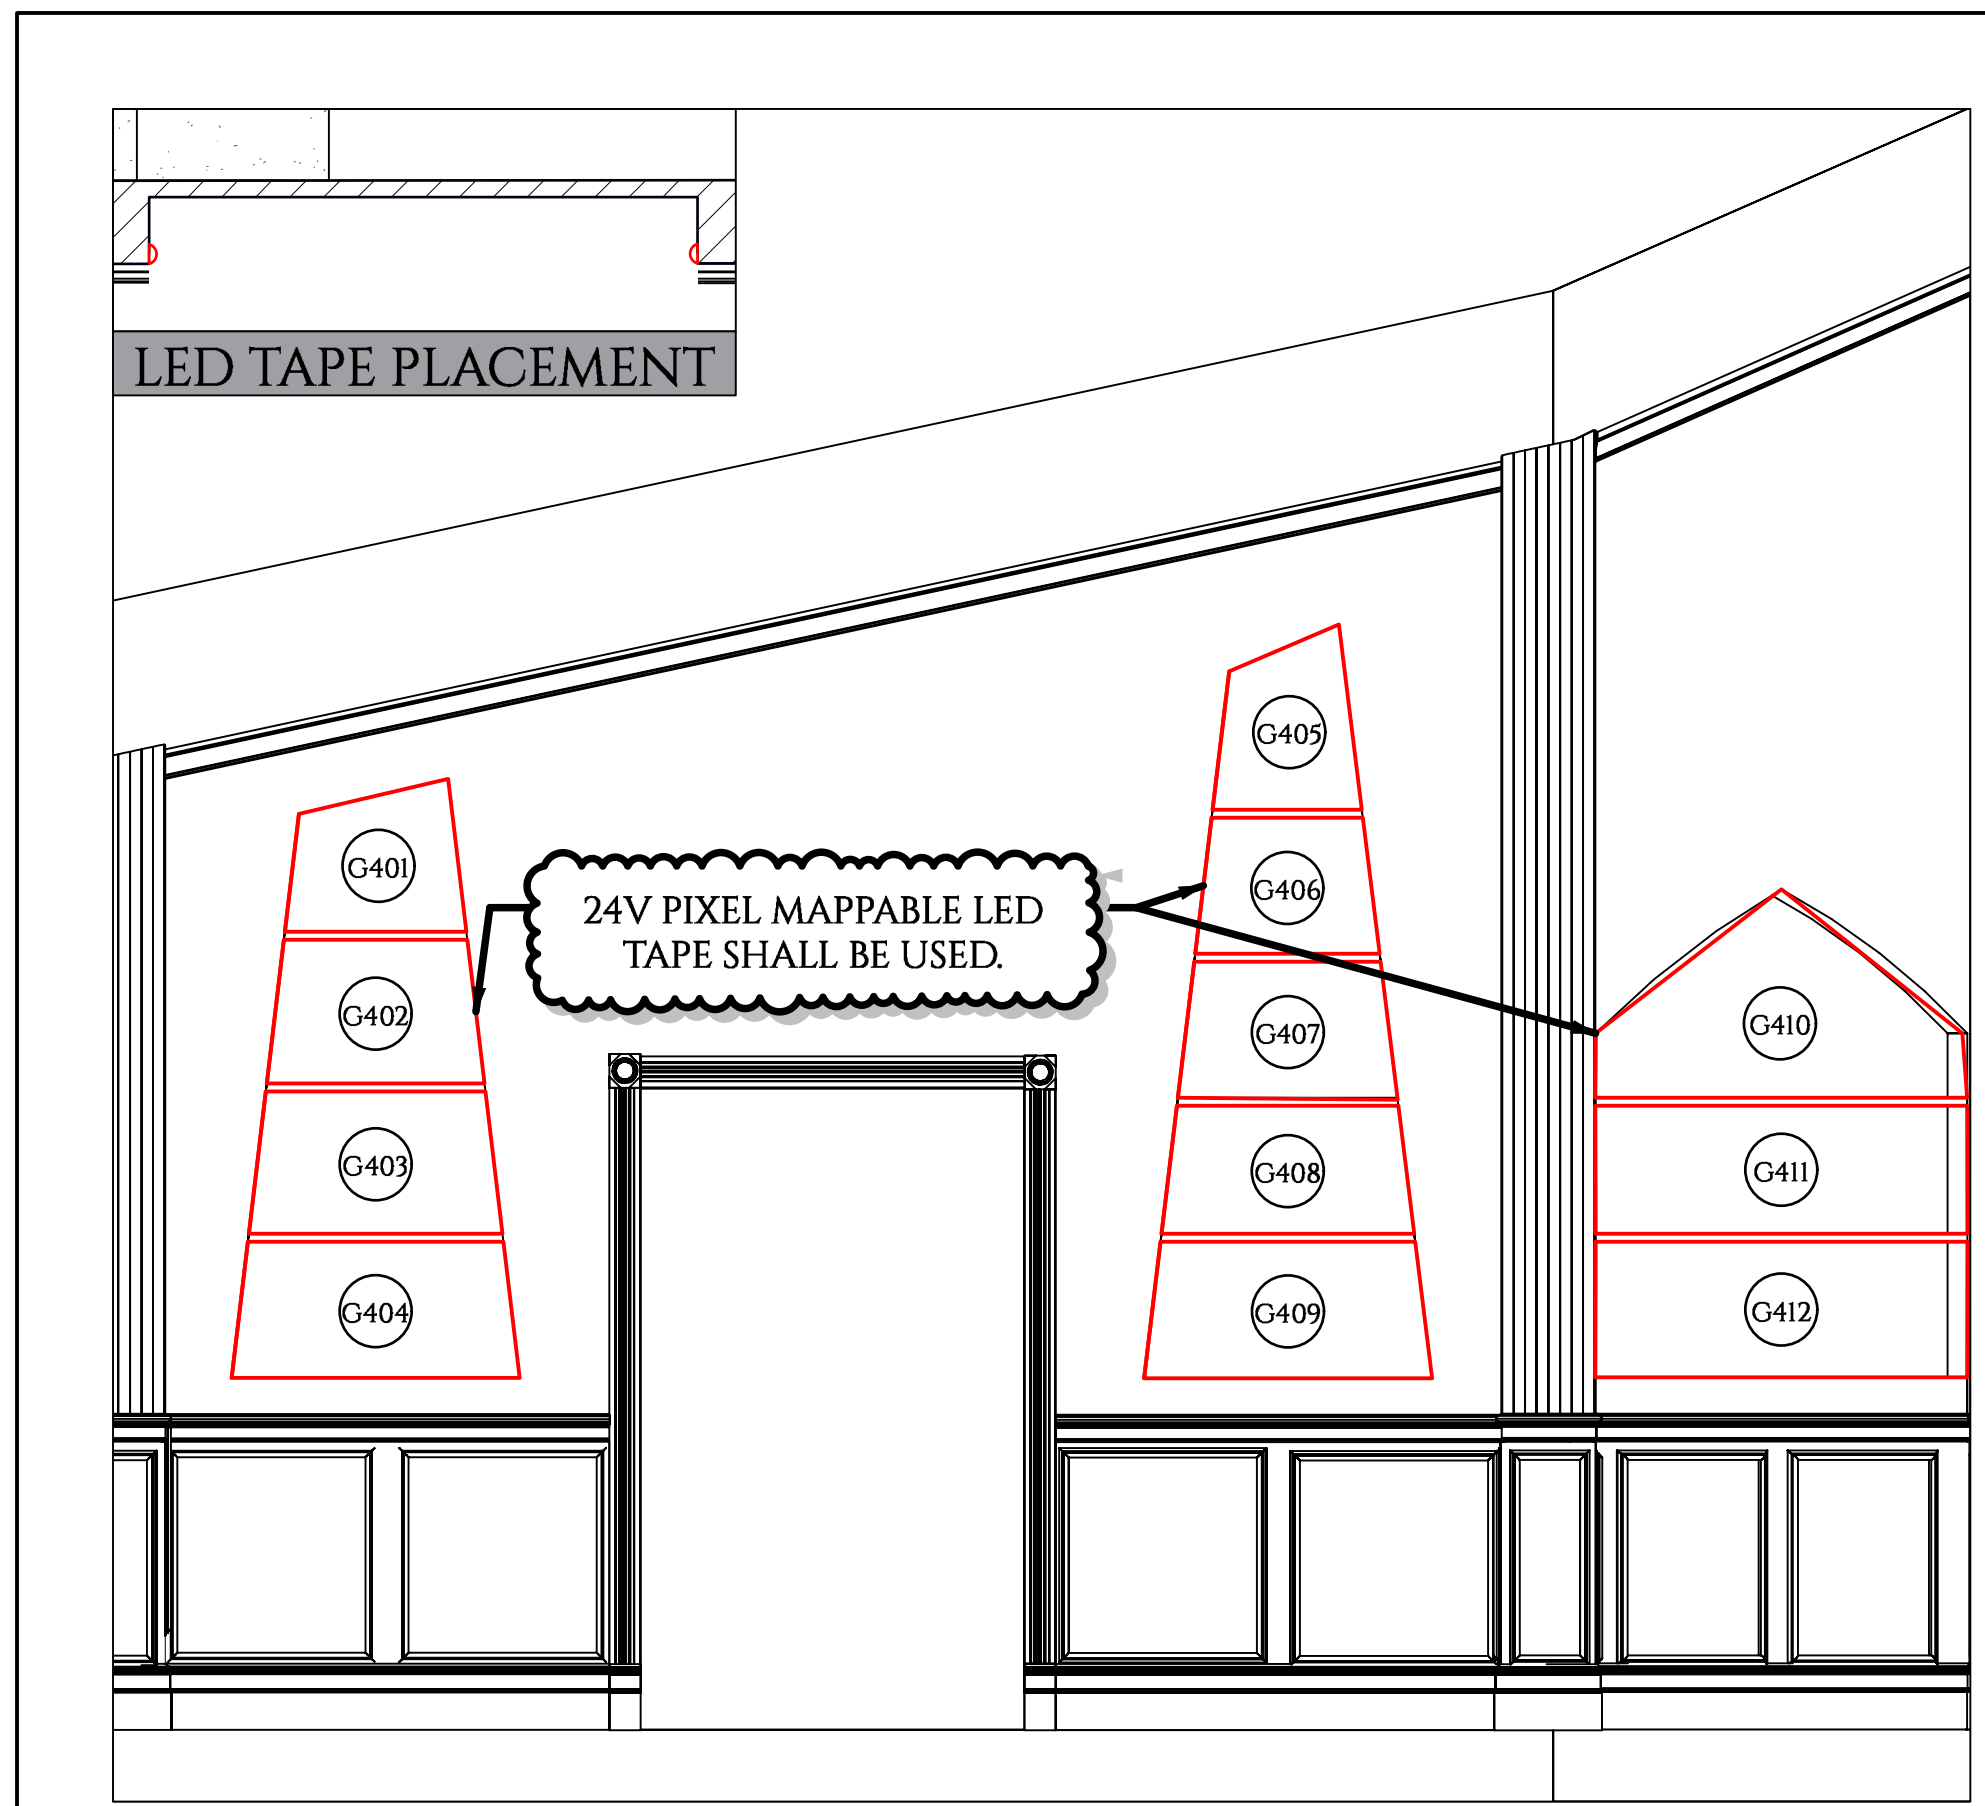 LED TAPE PLACEMENT
G405
G401
G406
24V PIXEL MAPPABLE LED
TAPE SHALL BE USED.
G402
G407
G410
G403
G408
G411
G404
G409
G412